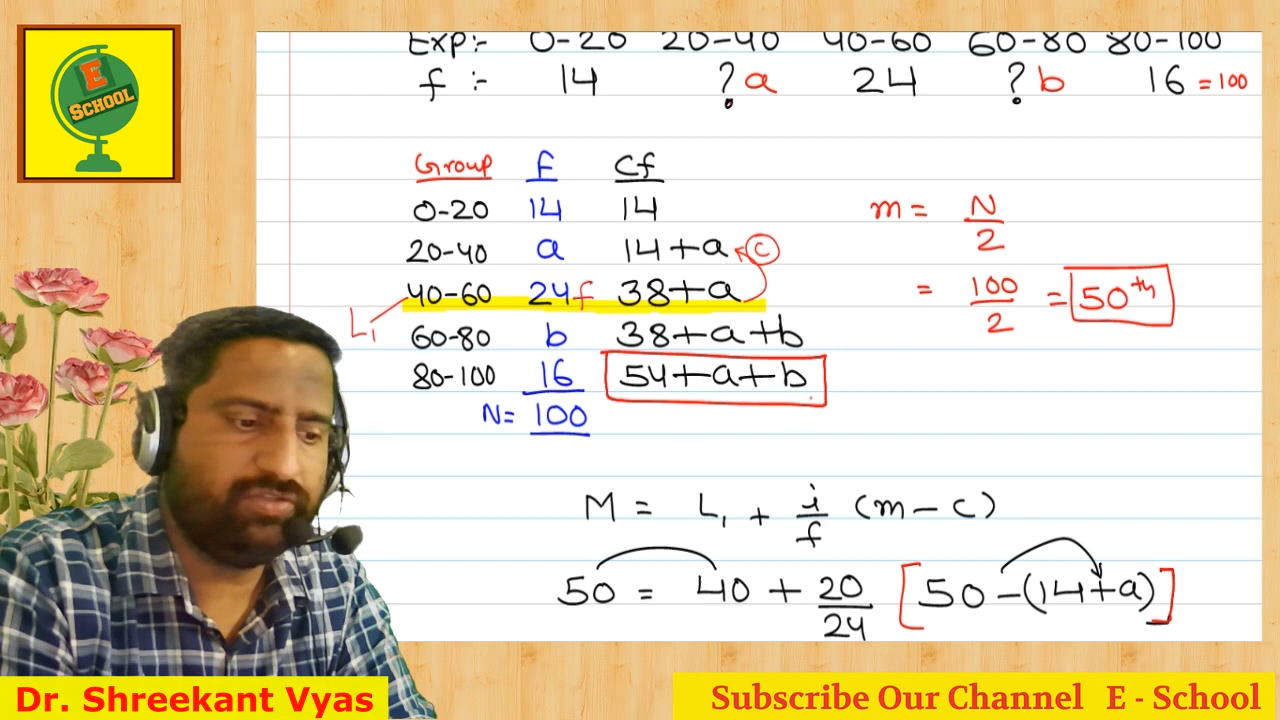 E
SCHOOL
Exp:- 0-20 20-40 40-60 60-80 80-100
f :- 14 ? a 24 ? b 16 = 100
Group f Cf
0-20 14 14
20-40 a 14+a C
40-60 24 f 38+a
L₁
60-80 b 38+a+b
80-100 16 54+a+b
N= 100
m = N/2
= 100/2 = 50th
M = L₁ + i/f (m - c)
50 = 40 + 20/24 [50-(14+a)]
Dr. Shreekant Vyas
Subscribe Our Channel E - School